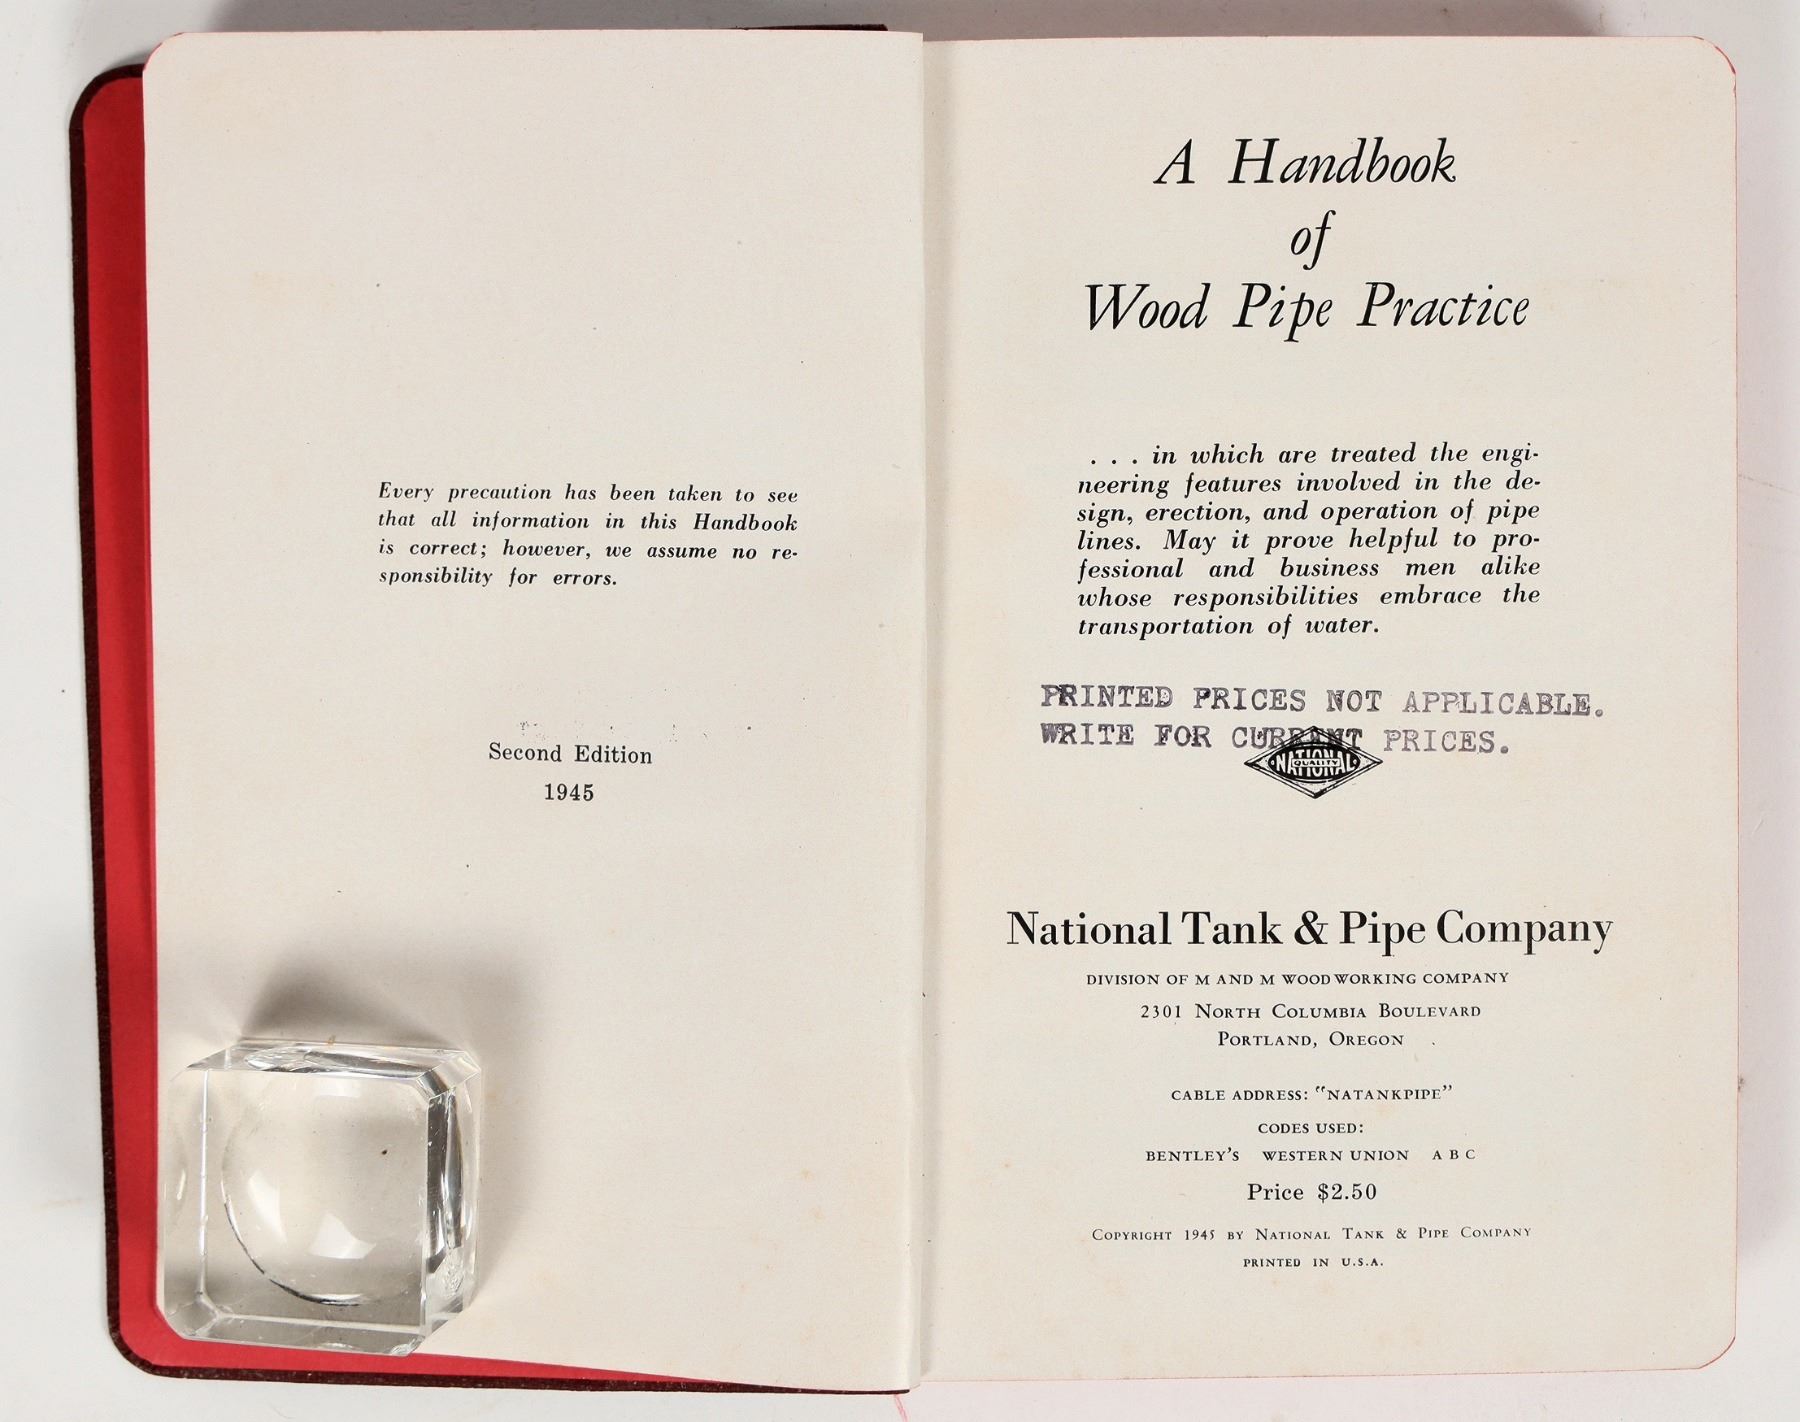 Every precaution has been taken to see
that all information in this Handbook
is correct; however, we assume no re-
sponsibility for errors.
Second Edition
1945
A Handbook
of
Wood Pipe Practice
. . . in which are treated the engi-
neering features involved in the de-
sign, erection, and operation of pipe
lines. May it prove helpful to pro-
fessional and business men alike
whose responsibilities embrace the
transportation of water.
PRINTED PRICES NOT APPLICABLE.
WRITE FOR CURRENT PRICES.
NATIONAL
QUALITY
National Tank & Pipe Company
DIVISION OF M AND M WOODWORKING COMPANY
2301 NORTH COLUMBIA BOULEVARD
PORTLAND, OREGON
CABLE ADDRESS: "NATANKPIPE"
CODES USED:
BENTLEY'S WESTERN UNION A B C
Price $2.50
COPYRIGHT 1945 BY NATIONAL TANK & PIPE COMPANY
PRINTED IN U.S.A.